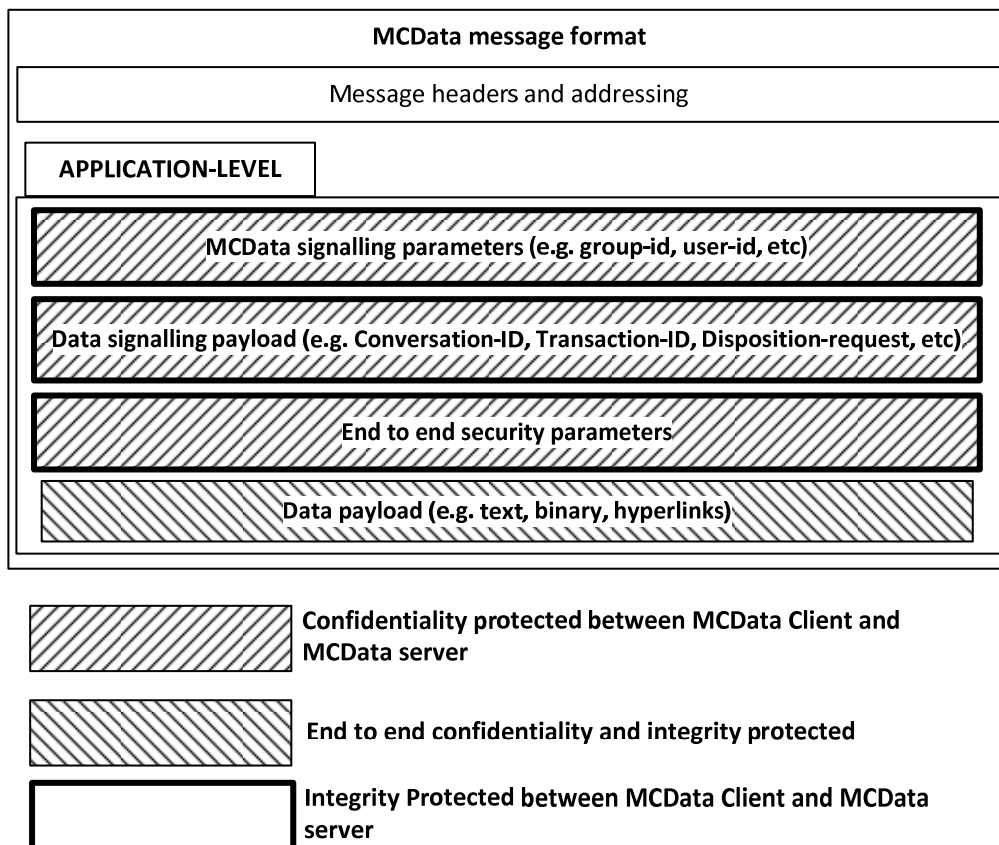 MCData message format
Message headers and addressing
APPLICATION-LEVEL
MCData signalling parameters (e.g. group-id, user-id, etc)
Data signalling payload (e.g. Conversation-ID, Transaction-ID, Disposition-request, etc)
End to end security parameters
Data payload (e.g. text, binary, hyperlinks)
Confidentiality protected between MCData Client and
MCData server
End to end confidentiality and integrity protected
Integrity Protected between MCData Client and MCData
server